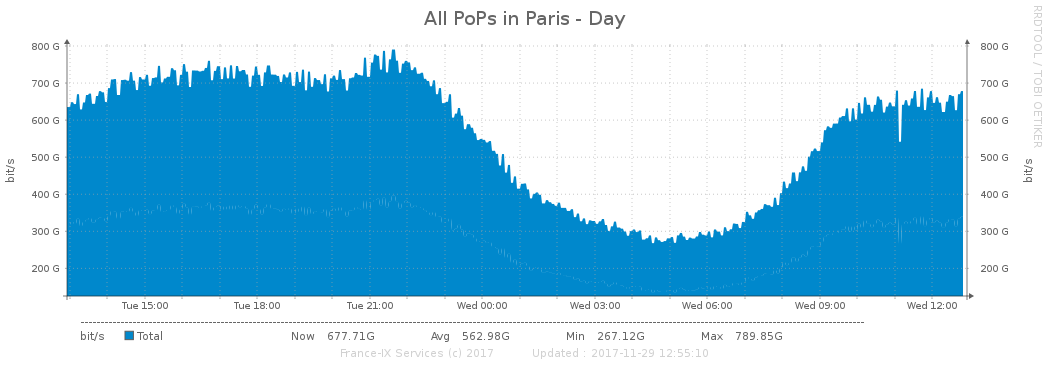 All PoPs in Paris - Day
RRDTOOL / TOBI OETIKER
800 G 800 G
700 G 700 G
600 G 600 G
500 G 500 G
400 G 400 G
300 G 300 G
200 G 200 G
bit/s bit/s
Tue 15:00 Tue 18:00 Tue 21:00 Wed 00:00 Wed 03:00 Wed 06:00 Wed 09:00 Wed 12:00
bit/s Total Now 677.71G Avg 562.98G Min 267.12G Max 789.85G
France-IX Services (c) 2017 Updated : 2017-11-29 12:55:10